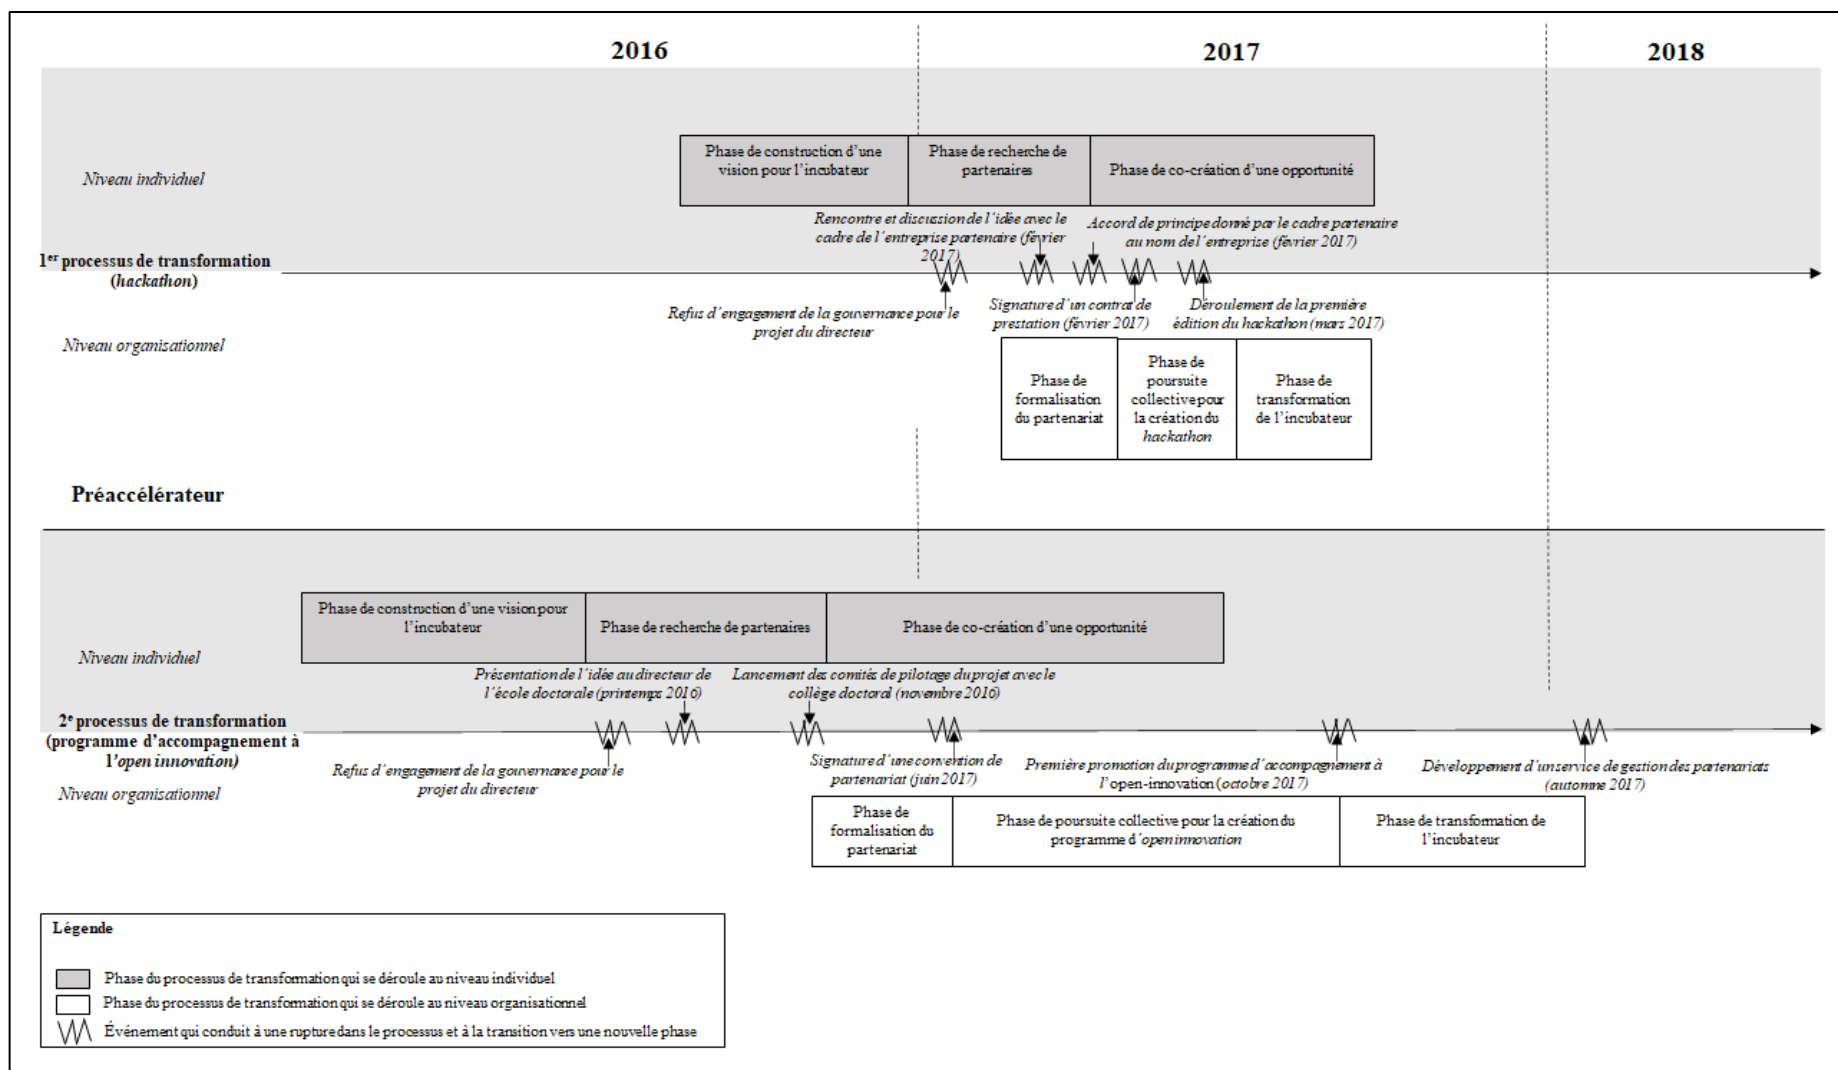 2016
2017
2018
Phase de construction d'une
vision pour l'incubateur
Phase de recherche de
partenaires
Phase de co-création d'une opportunité
Niveau individuel
Rencontre et discussion de l'idée avec le
cadre de l'entreprise partenaire (février
2017)
Accord de principe donné par le cadre partenaire
au nom de l'entreprise (février 2017)
1er processus de transformation
(hackathon)
Refus d'engagement de la gouvernance pour le
projet du directeur
Signature d'un contrat de
prestation (février 2017)
Déroulement de la première
édition du hackathon (mars 2017)
Niveau organisationnel
Phase de
formalisation
du partenariat
Phase de
poursuite
collective pour
la création du
hackathon
Phase de
transformation
de l'incubateur
Préaccélérateur
Phase de construction d'une vision pour
l'incubateur
Phase de recherche de partenaires
Phase de co-création d'une opportunité
Niveau individuel
Présentation de l'idée au directeur de
l'école doctorale (printemps 2016)
Lancement des comités de pilotage du projet avec le
collège doctoral (novembre 2016)
2e processus de transformation
(programme d'accompagnement à
l'open innovation)
Refus d'engagement de la gouvernance pour le
projet du directeur
Signature d'une convention de
partenariat (juin 2017)
Première promotion du programme d'accompagnement à
l'open-innovation (octobre 2017)
Développement d'un service de gestion des partenariats
(automne 2017)
Niveau organisationnel
Phase de
formalisation du
partenariat
Phase de poursuite collective pour la création du
programme d'open innovation
Phase de transformation de
l'incubateur
Légende
Phase du processus de transformation qui se déroule au niveau individuel
Phase du processus de transformation qui se déroule au niveau organisationnel
Événement qui conduit à une rupture dans le processus et à la transition vers une nouvelle phase